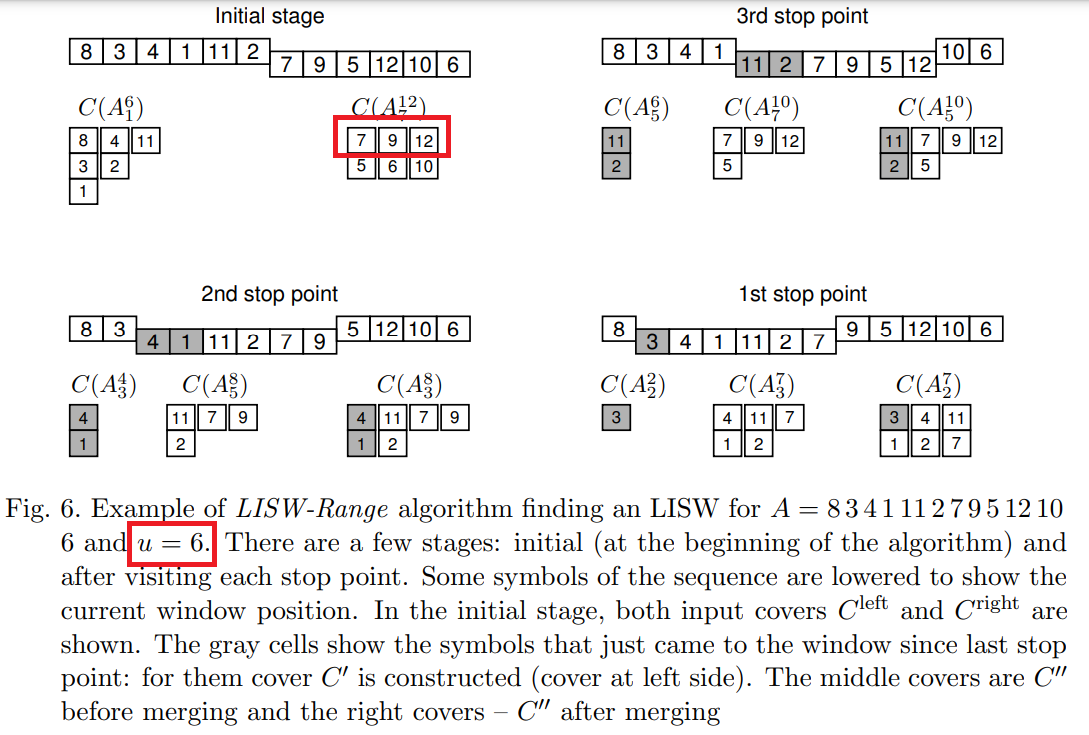 Initial stage
8 3 4 1 11 2 7 9 5 12 10 6
C(A₁⁶) C(A₇¹²)
8 4 11 7 9 12
3 2 5 6 10
1
3rd stop point
8 3 4 1 11 2 7 9 5 12 10 6
C(A₅⁶) C(A₇¹⁰) C(A₅¹⁰)
11 7 9 12 11 7 9 12
2 5 2 5
2nd stop point
8 3 4 1 11 2 7 9 5 12 10 6
C(A₃⁴) C(A₅⁸) C(A₃⁸)
4 11 7 9 4 11 7 9
1 2 1 2
1st stop point
8 3 4 1 11 2 7 9 5 12 10 6
C(A₂²) C(A₃⁷) C(A₂⁷)
3 4 11 7 3 4 11
1 2 1 2 7
Fig. 6. Example of LISW-Range algorithm finding an LISW for A = 8 3 4 1 11 2 7 9 5 12 10
6 and u = 6. There are a few stages: initial (at the beginning of the algorithm) and
after visiting each stop point. Some symbols of the sequence are lowered to show the
current window position. In the initial stage, both input covers Cˡᵉᶠᵗ and Cʳⁱᵍʰᵗ are
shown. The gray cells show the symbols that just came to the window since last stop
point: for them cover C′ is constructed (cover at left side). The middle covers are C″
before merging and the right covers – C″ after merging